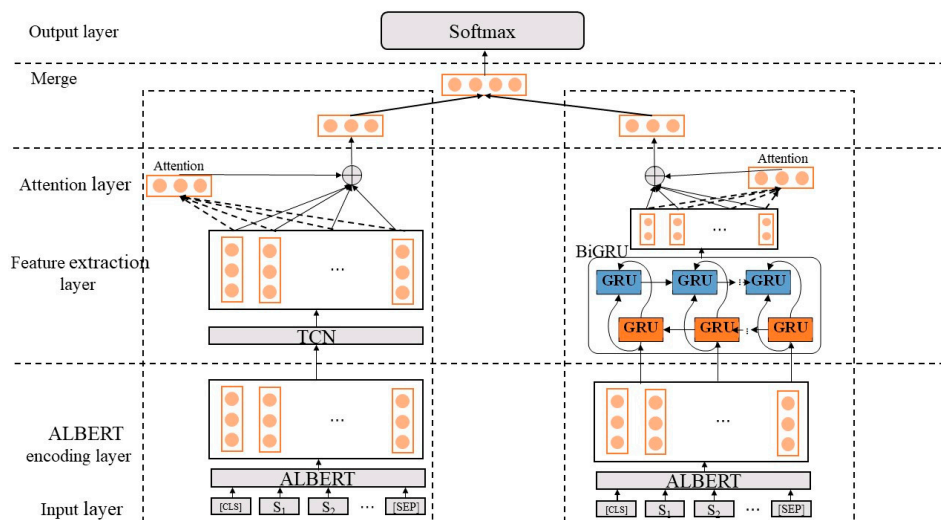 Output layer
Softmax
Merge
Attention layer
Attention
Attention
Feature extraction
layer
...
...
BiGRU
GRU GRU ... GRU
GRU GRU ... GRU
TCN
ALBERT
encoding layer
...
...
ALBERT
ALBERT
Input layer
[CLS] S1 S2 ... [SEP]
[CLS] S1 S2 ... [SEP]